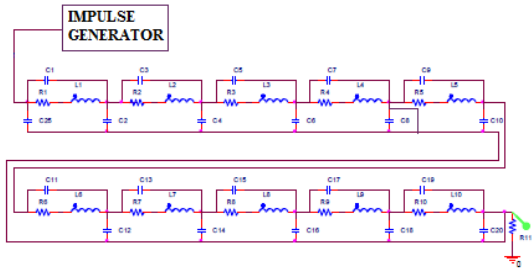 IMPULSE
GENERATOR
C1 C3 C5 C7 C9
R1 L1 R2 L2 R3 L3 R4 L4 R5 L5
C25 C2 C4 C6 C8 C10
C11 C13 C15 C17 C19
R6 L6 R7 L7 R8 L8 R9 L9 R10 L10
C12 C14 C16 C18 C20 R11
0